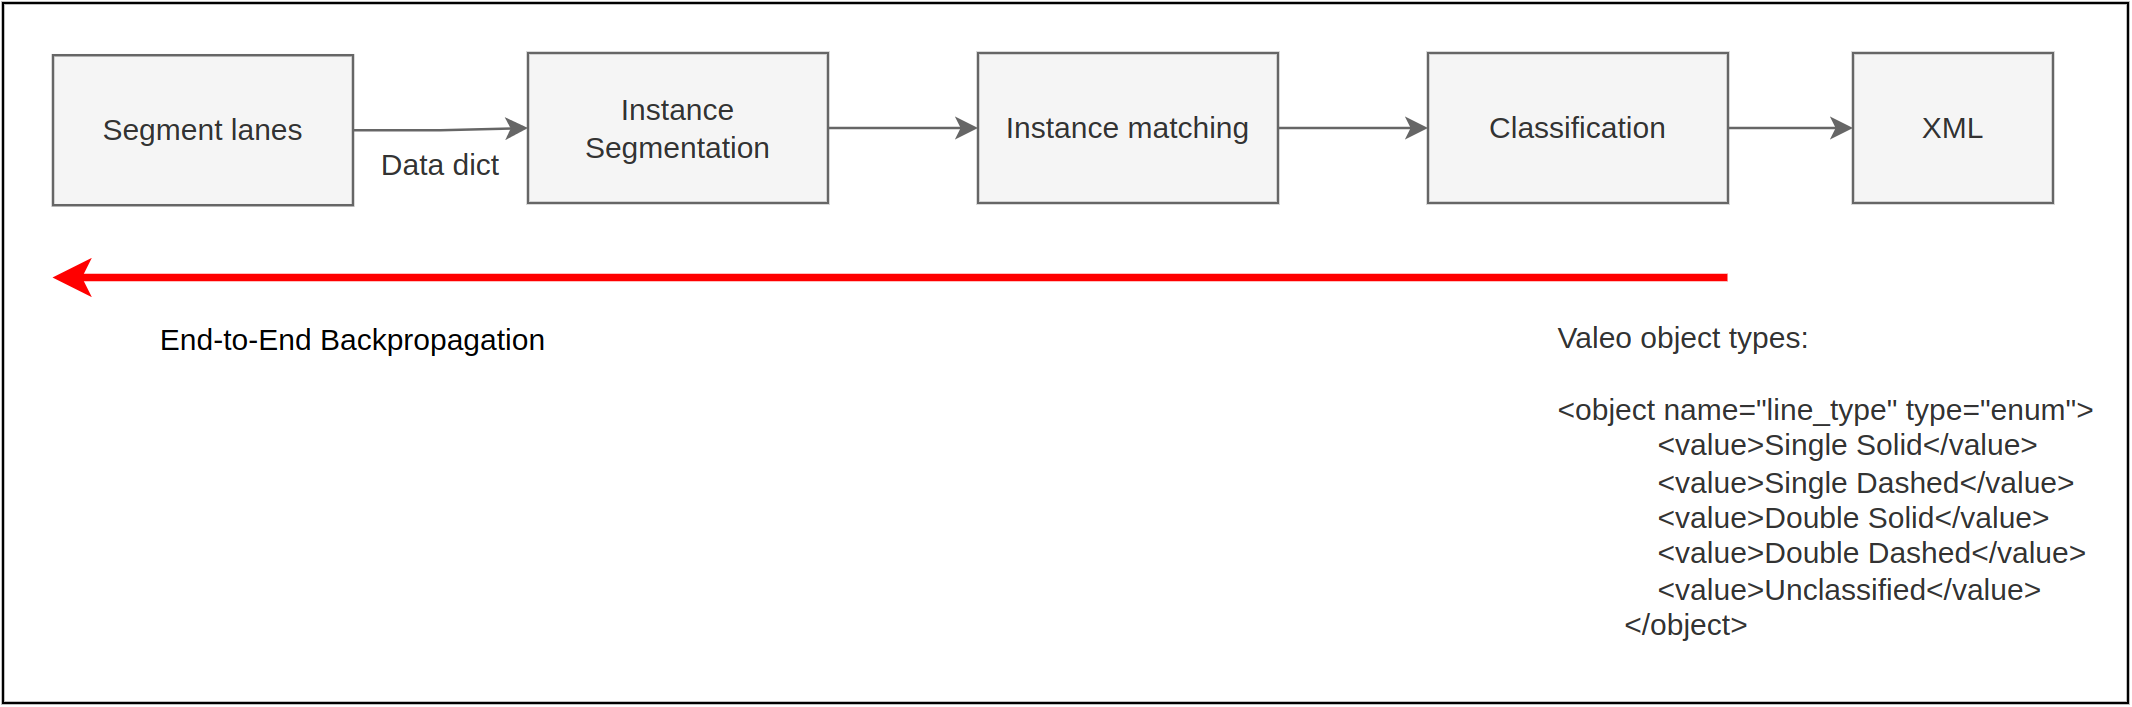 Segment lanes
Data dict
Instance
Segmentation
Instance matching
Classification
XML
End-to-End Backpropagation
Valeo object types:
<object name="line_type" type="enum">
<value>Single Solid</value>
<value>Single Dashed</value>
<value>Double Solid</value>
<value>Double Dashed</value>
<value>Unclassified</value>
</object>